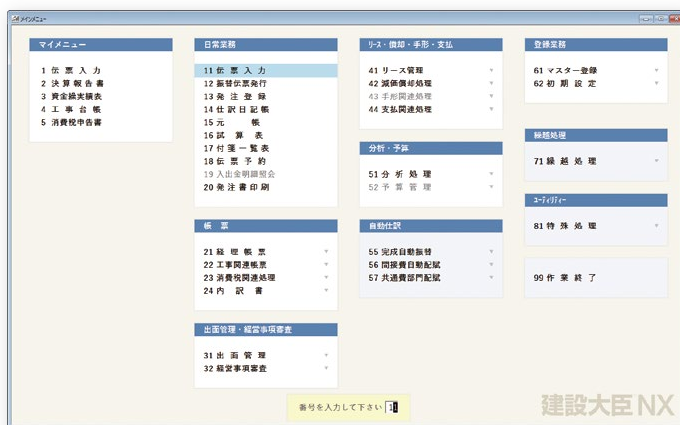 メインメニュー
マイメニュー
1 伝票入力
2 決算報告書
3 資金繰実績表
4 工事台帳
5 消費税申告書
日常業務
11 伝票入力
12 振替伝票発行
13 発注登録
14 仕訳日記帳
15 元帳
16 試算表
17 付箋一覧表
18 伝票予約
19 入出金明細照会
20 発注書印刷
帳票
21 経理帳票
22 工事関連帳票
23 消費税関連処理
24 内訳書
出面管理・経営事項審査
31 出面管理
32 経営事項審査
リース・償却・手形・支払
41 リース管理
42 減価償却処理
43 手形関連処理
44 支払関連処理
分析・予算
51 分析処理
52 予算管理
自動仕訳
55 完成自動振替
56 間接費自動配賦
57 共通費部門配賦
登録業務
61 マスター登録
62 初期設定
繰越処理
71 繰越処理
ユーティリティー
81 特殊処理
99 作業終了
番号を入力して下さい 11
建設大臣NX